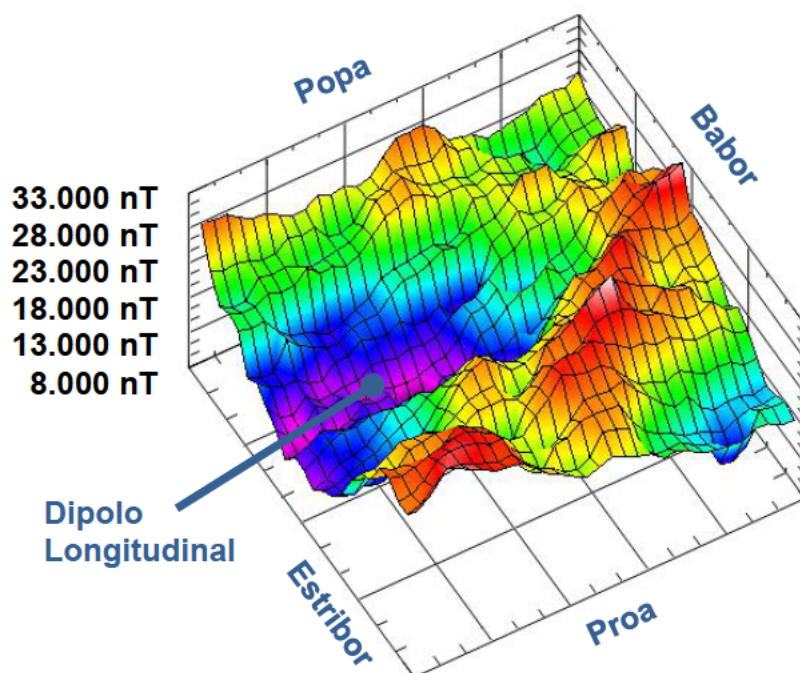 Popa
Babor
33.000 nT
28.000 nT
23.000 nT
18.000 nT
13.000 nT
8.000 nT
Dipolo
Longitudinal
Estribor
Proa